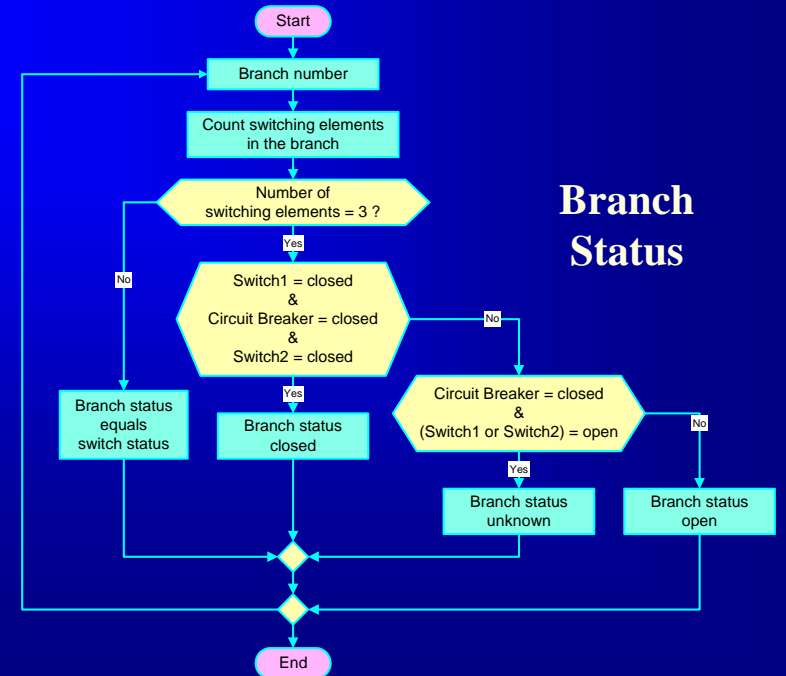 Start
Branch number
Count switching elements
in the branch
Number of
switching elements = 3 ?
Branch
Status
Yes
No
Switch1 = closed
&
Circuit Breaker = closed
&
Switch2 = closed
No
Yes
Circuit Breaker = closed
&
(Switch1 or Switch2) = open
No
Branch status
equals
switch status
Branch status
closed
Yes
Branch status
unknown
Branch status
open
End